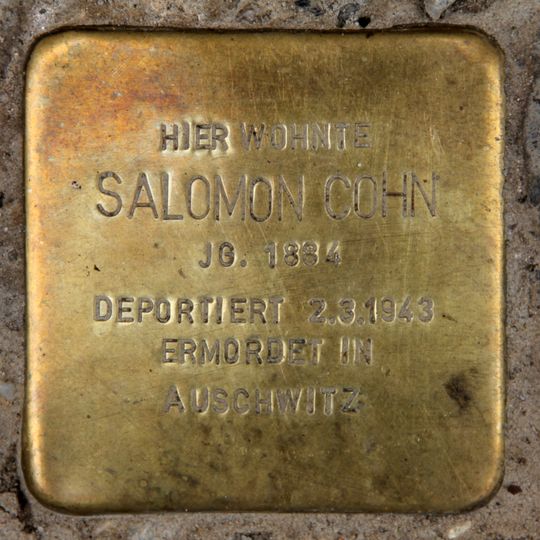 HIER WOHNTE
SALOMON COHN
JG. 1884
DEPORTIERT 2.3.1943
ERMORDET IN
AUSCHWITZ